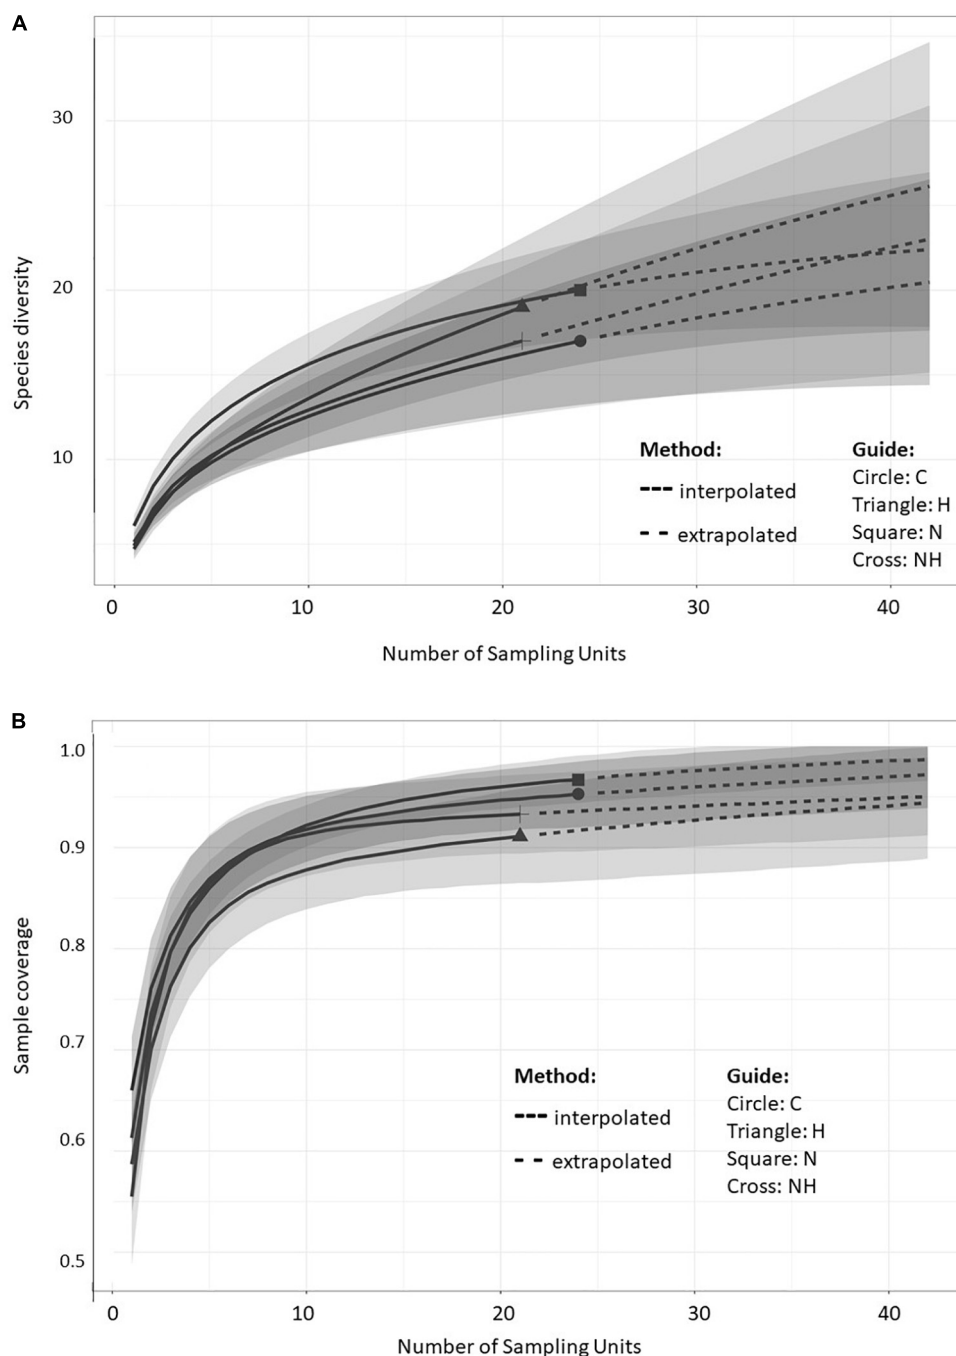 A
30
20
10
Species diversity
Method:
interpolated
extrapolated
Guide:
Circle: C
Triangle: H
Square: N
Cross: NH
0 10 20 30 40
Number of Sampling Units
B
1.0
0.9
0.8
0.7
0.6
0.5
Sample coverage
Method:
interpolated
extrapolated
Guide:
Circle: C
Triangle: H
Square: N
Cross: NH
0 10 20 30 40
Number of Sampling Units